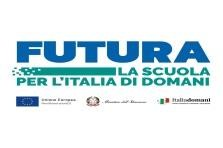 FUTURA
LA SCUOLA
PER L'ITALIA DI DOMANI
Unione Europea
Italiadomani